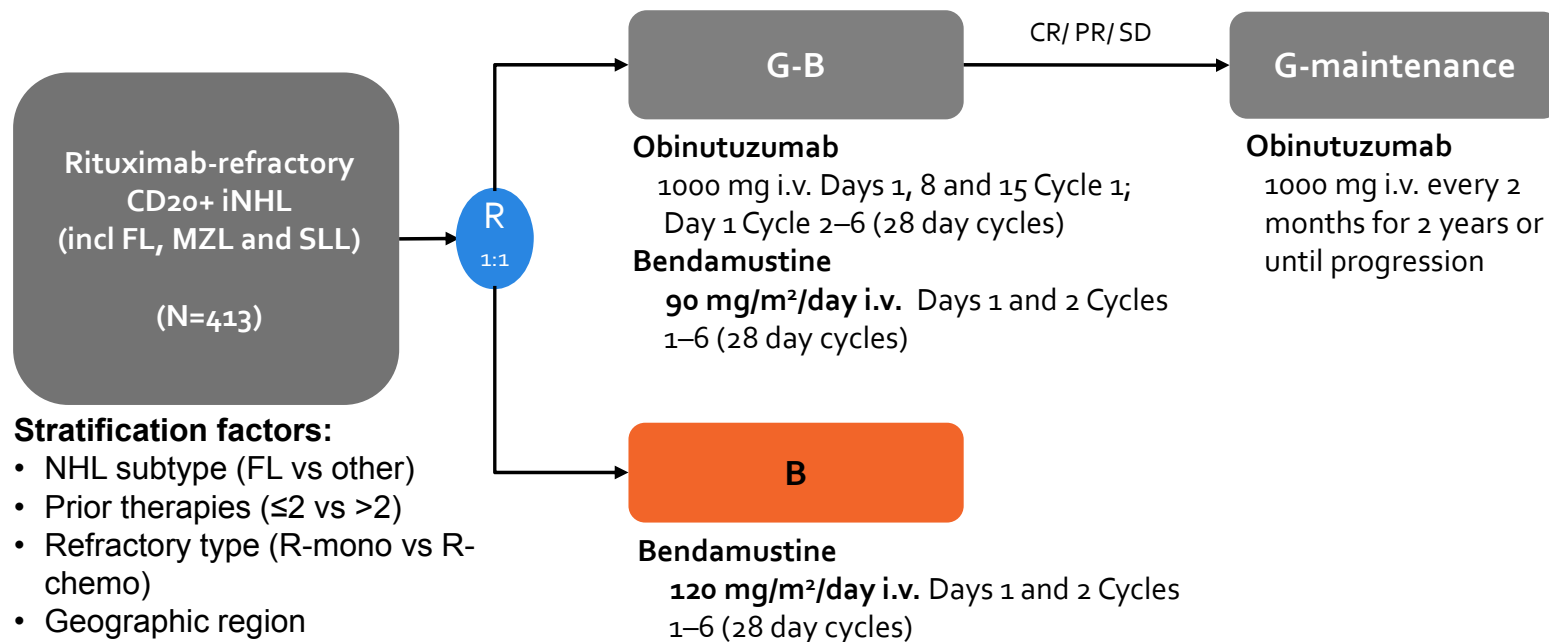 Rituximab-refractory
CD20+ iNHL
(incl FL, MZL and SLL)
(N=413)
Stratification factors:
• NHL subtype (FL vs other)
• Prior therapies (≤2 vs >2)
• Refractory type (R-mono vs R-
chemo)
• Geographic region
R
1:1
G-B
Obinutuzumab
1000 mg i.v. Days 1, 8 and 15 Cycle 1;
Day 1 Cycle 2–6 (28 day cycles)
Bendamustine
90 mg/m²/day i.v. Days 1 and 2 Cycles
1–6 (28 day cycles)
CR/ PR/ SD
G-maintenance
Obinutuzumab
1000 mg i.v. every 2
months for 2 years or
until progression
B
Bendamustine
120 mg/m²/day i.v. Days 1 and 2 Cycles
1–6 (28 day cycles)